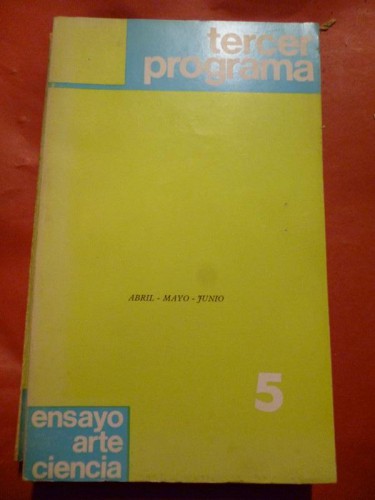 tercer
programa
ABRIL - MAYO - JUNIO
5
ensayo
arte
ciencia